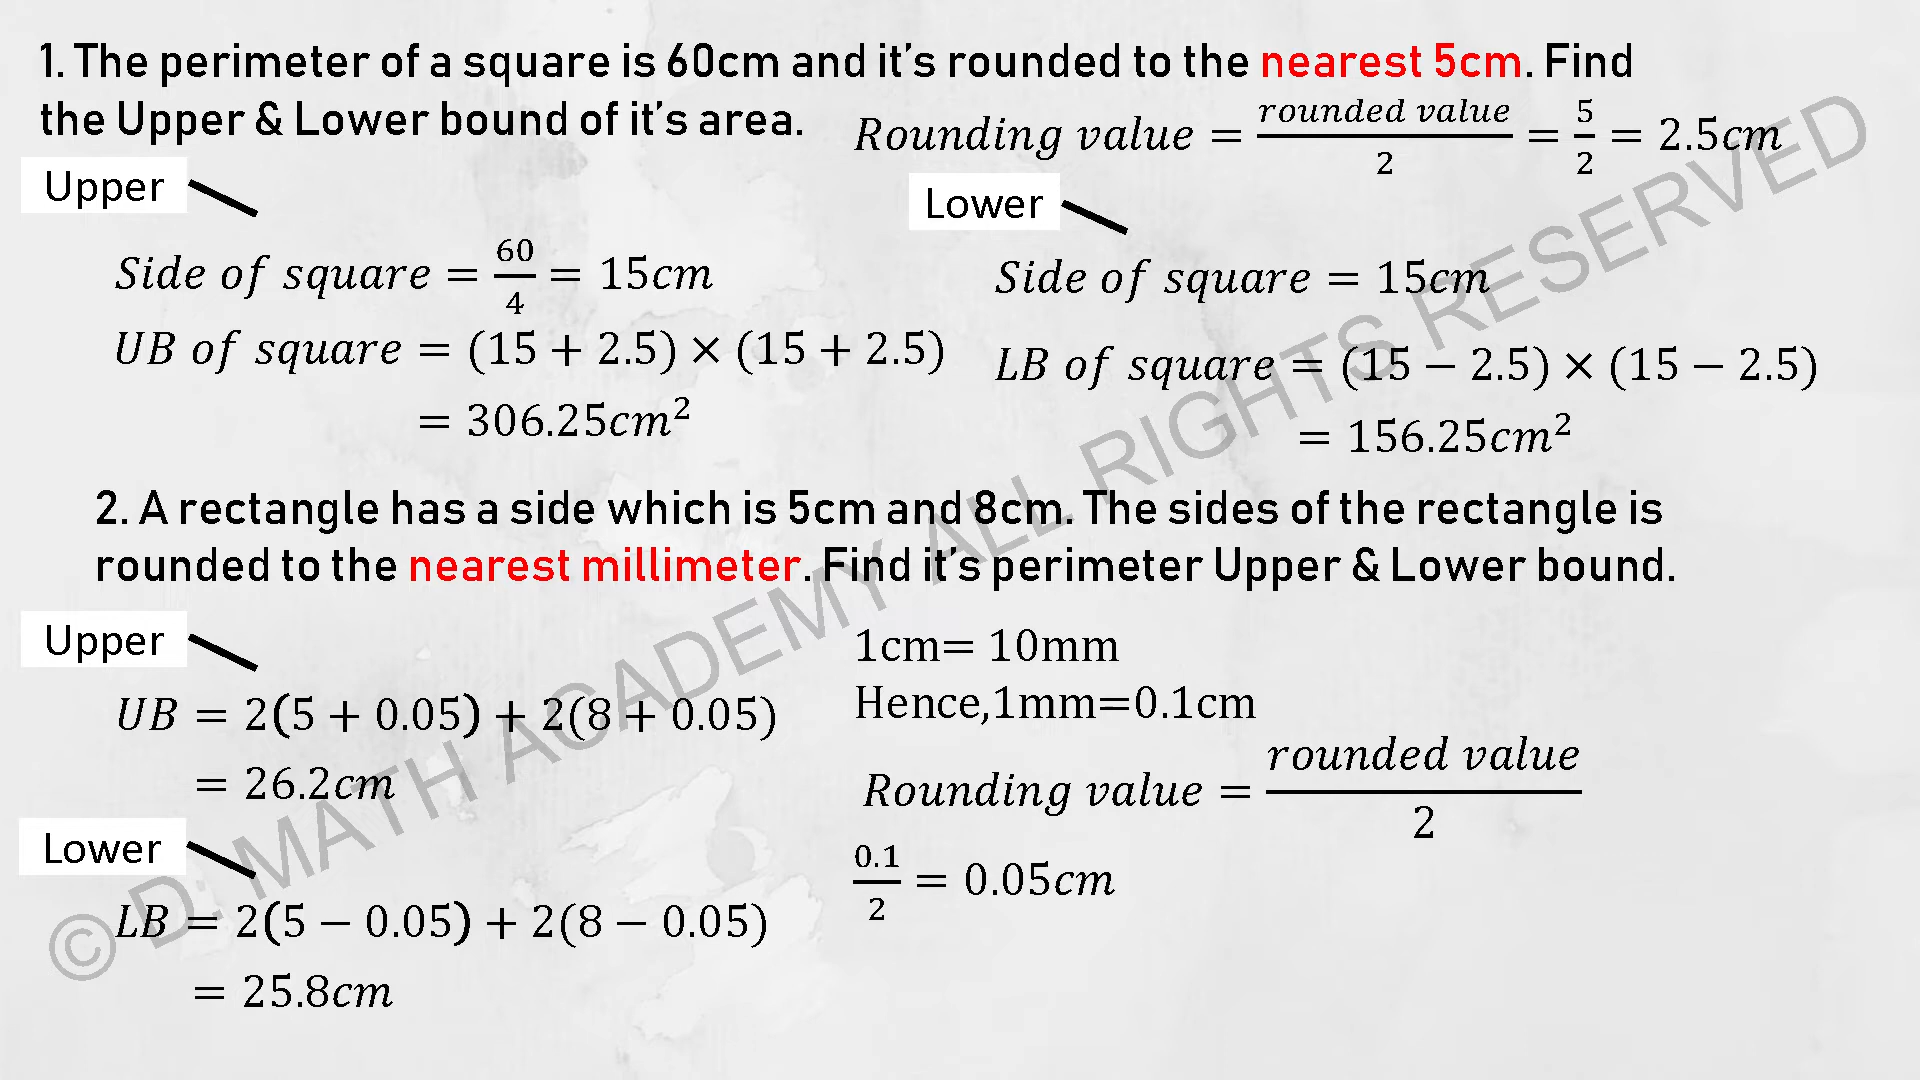 1. The perimeter of a square is 60cm and it's rounded to the nearest 5cm. Find
the Upper & Lower bound of it's area.
Rounding value = rounded value / 2 = 5/2 = 2.5cm
Upper
Side of square = 60/4 = 15cm
UB of square = (15 + 2.5) × (15 + 2.5)
= 306.25cm²
Lower
Side of square = 15cm
LB of square = (15 − 2.5) × (15 − 2.5)
= 156.25cm²
2. A rectangle has a side which is 5cm and 8cm. The sides of the rectangle is
rounded to the nearest millimeter. Find it's perimeter Upper & Lower bound.
Upper
UB = 2(5 + 0.05) + 2(8 + 0.05)
= 26.2cm
Lower
LB = 2(5 − 0.05) + 2(8 − 0.05)
= 25.8cm
1cm= 10mm
Hence,1mm=0.1cm
Rounding value = rounded value / 2
0.1/2 = 0.05cm
© D: MATH ACADEMY ALL RIGHTS RESERVED